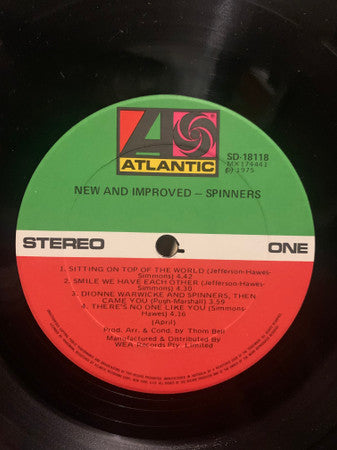 ATLANTIC
SD-18118
MX174441
Ⓟ 1975
NEW AND IMPROVED – SPINNERS
STEREO
ONE
1. SITTING ON TOP OF THE WORLD (Jefferson-Hawes-
Simmons) 4.42
2. SMILE WE HAVE EACH OTHER (Jefferson-Hawes-
Simmons) 4.30
3. DIONNE WARWICKE AND SPINNERS, THEN
CAME YOU (Pugh-Marshall) 3.59
4. THERE'S NO ONE LIKE YOU (Simmons-
Hawes) 4.16
(April)
Prod. Arr. & Cond. by Thom Bell
Manufactured & Distributed By
WEA Records Pty. Limited